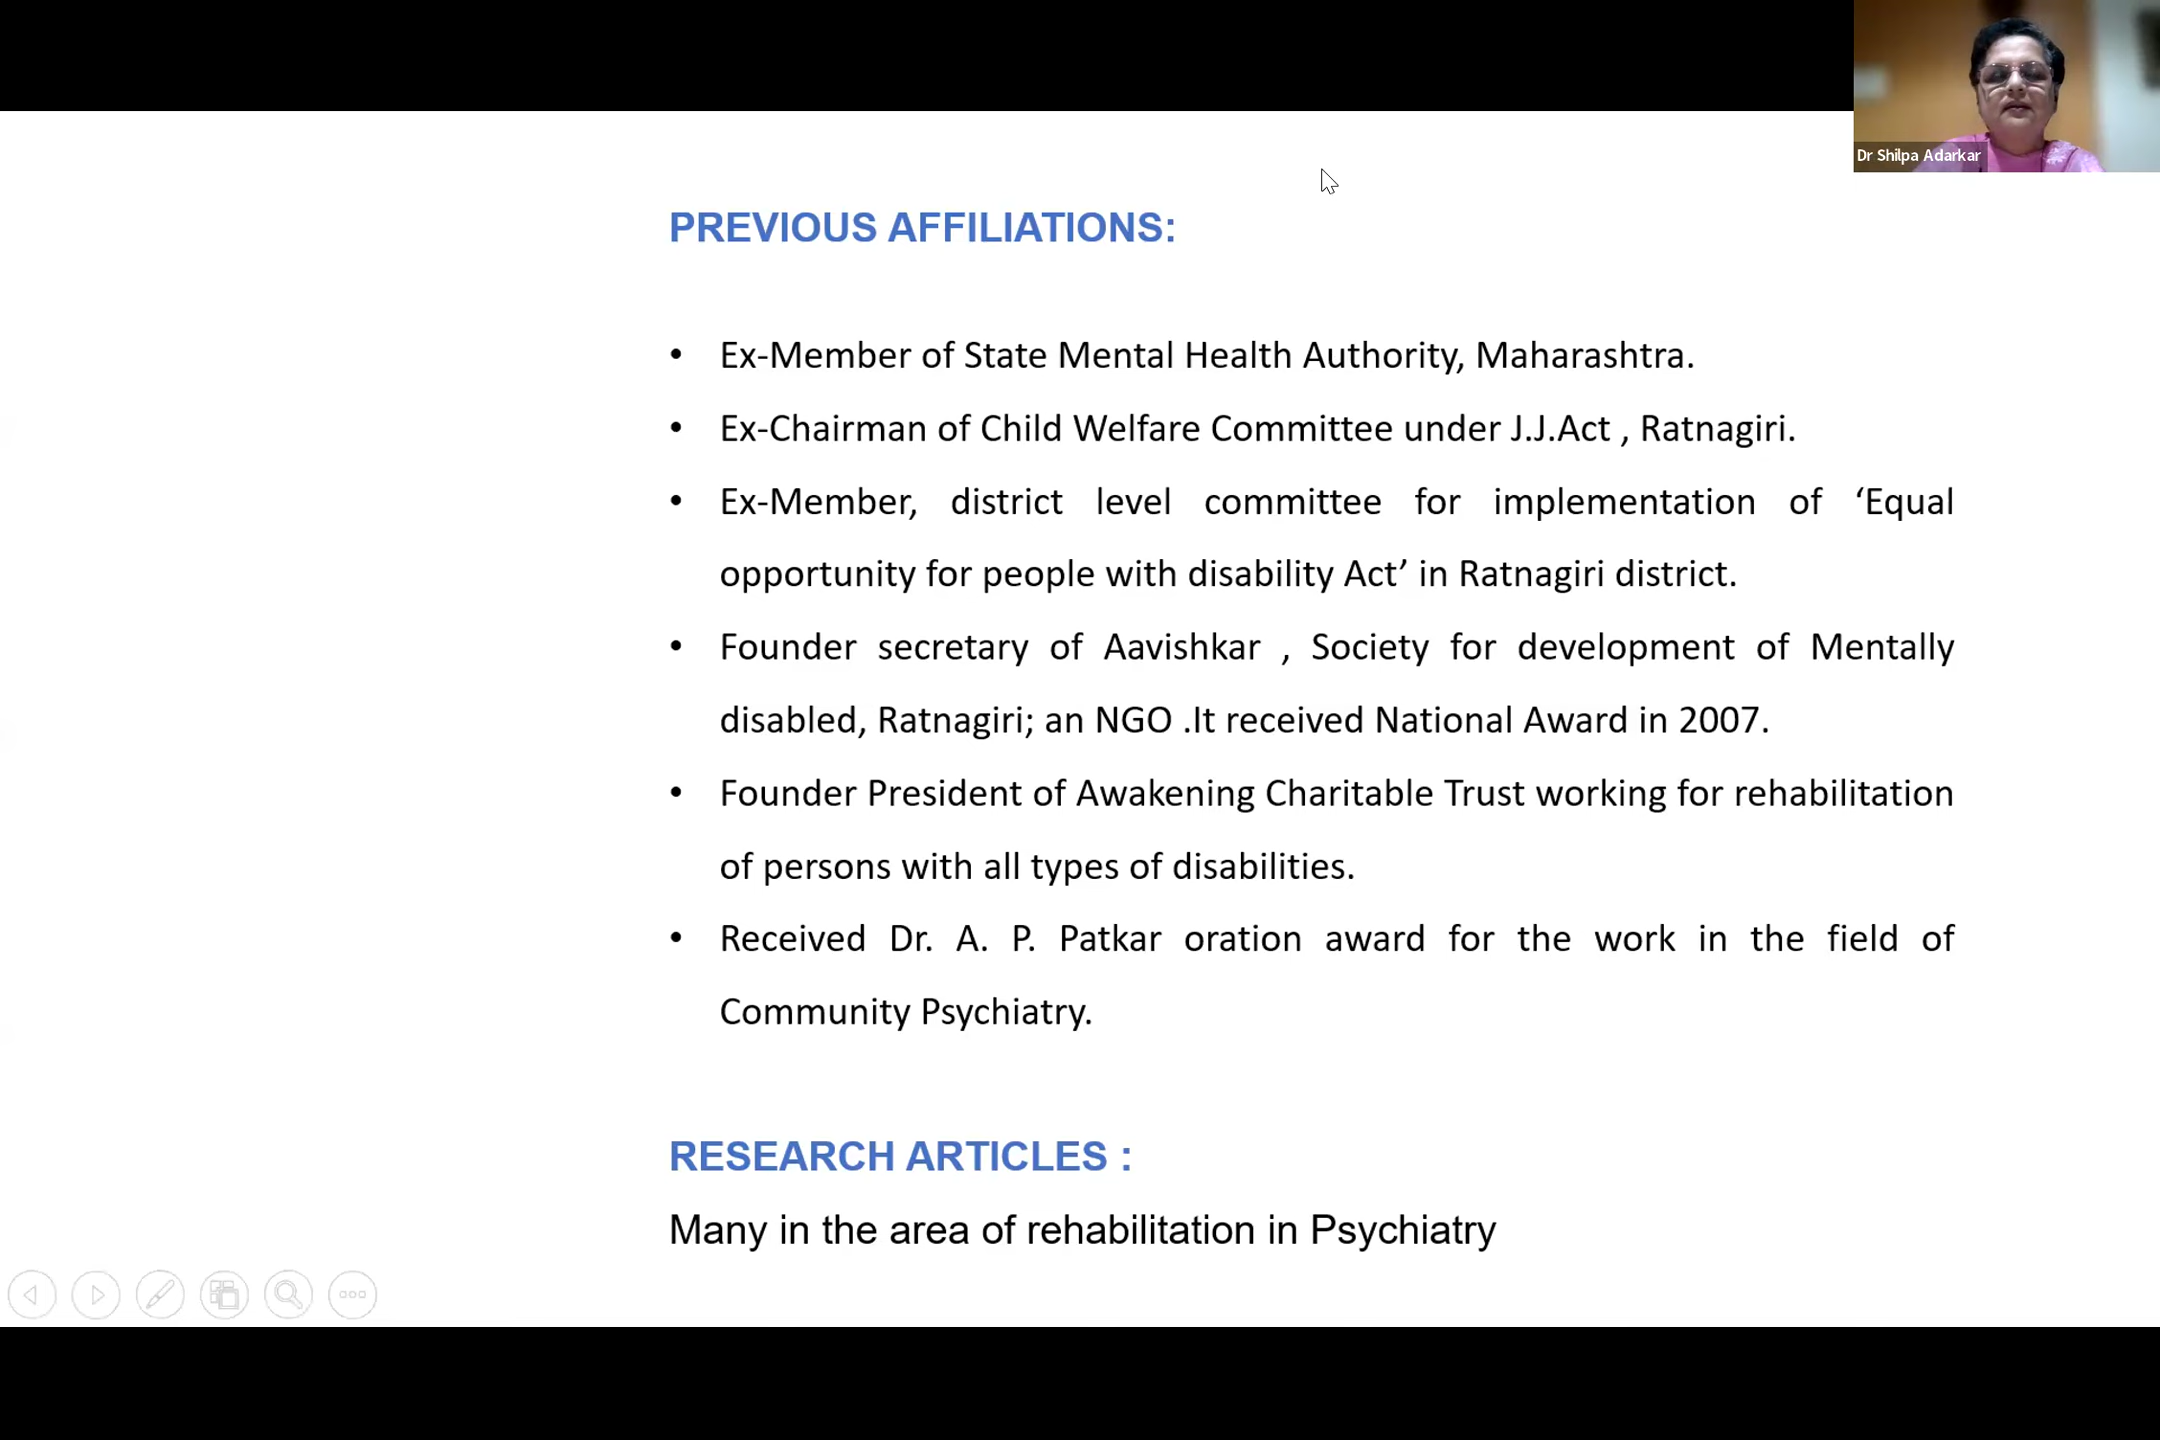 Dr Shilpa Adarkar
PREVIOUS AFFILIATIONS:
• Ex-Member of State Mental Health Authority, Maharashtra.
• Ex-Chairman of Child Welfare Committee under J.J.Act , Ratnagiri.
• Ex-Member, district level committee for implementation of ‘Equal
opportunity for people with disability Act’ in Ratnagiri district.
• Founder secretary of Aavishkar , Society for development of Mentally
disabled, Ratnagiri; an NGO .It received National Award in 2007.
• Founder President of Awakening Charitable Trust working for rehabilitation
of persons with all types of disabilities.
• Received Dr. A. P. Patkar oration award for the work in the field of
Community Psychiatry.
RESEARCH ARTICLES :
Many in the area of rehabilitation in Psychiatry